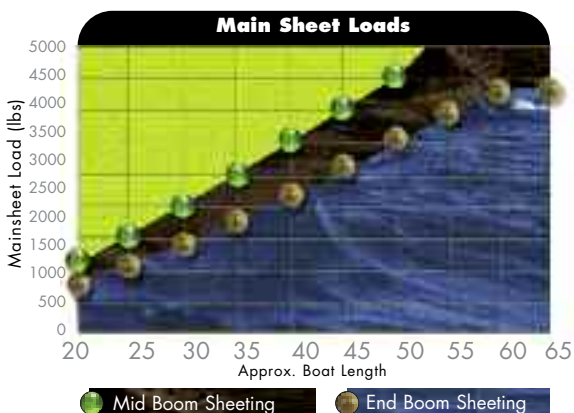 Main Sheet Loads
5000
4500
4000
3500
3000
2500
2000
1500
1000
500
0
Mainsheet Load (lbs)
20 25 30 35 40 45 50 55 60 65
Approx. Boat Length
Mid Boom Sheeting
End Boom Sheeting